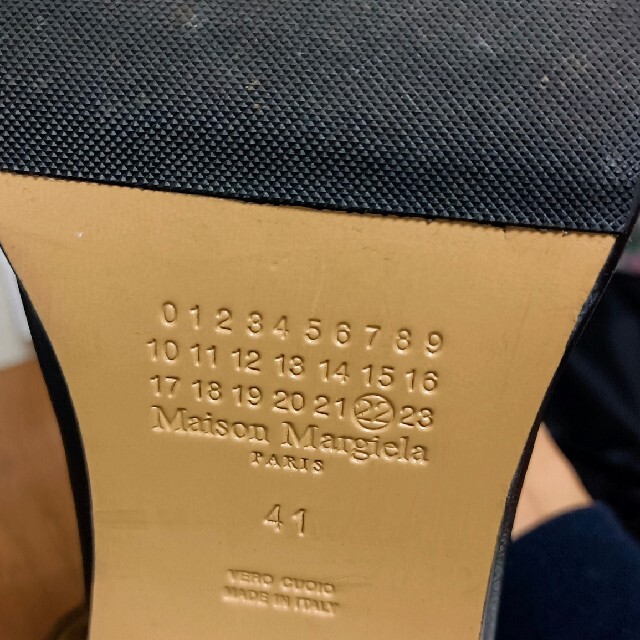 0 1 2 3 4 5 6 7 8 9
10 11 12 13 14 15 16
17 18 19 20 21 22 23
Maison Margiela
PARIS
41
VERO CUOIO
MADE IN ITALY